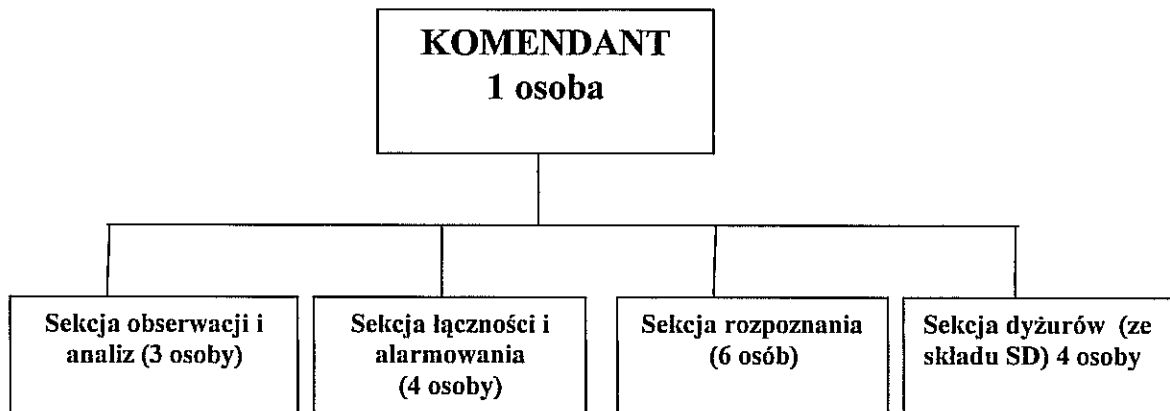 KOMENDANT
1 osoba
Sekcja obserwacji i
analiz (3 osoby)
Sekcja łączności i
alarmowania
(4 osoby)
Sekcja rozpoznania
(6 osób)
Sekcja dyżurów (ze
składu SD) 4 osoby